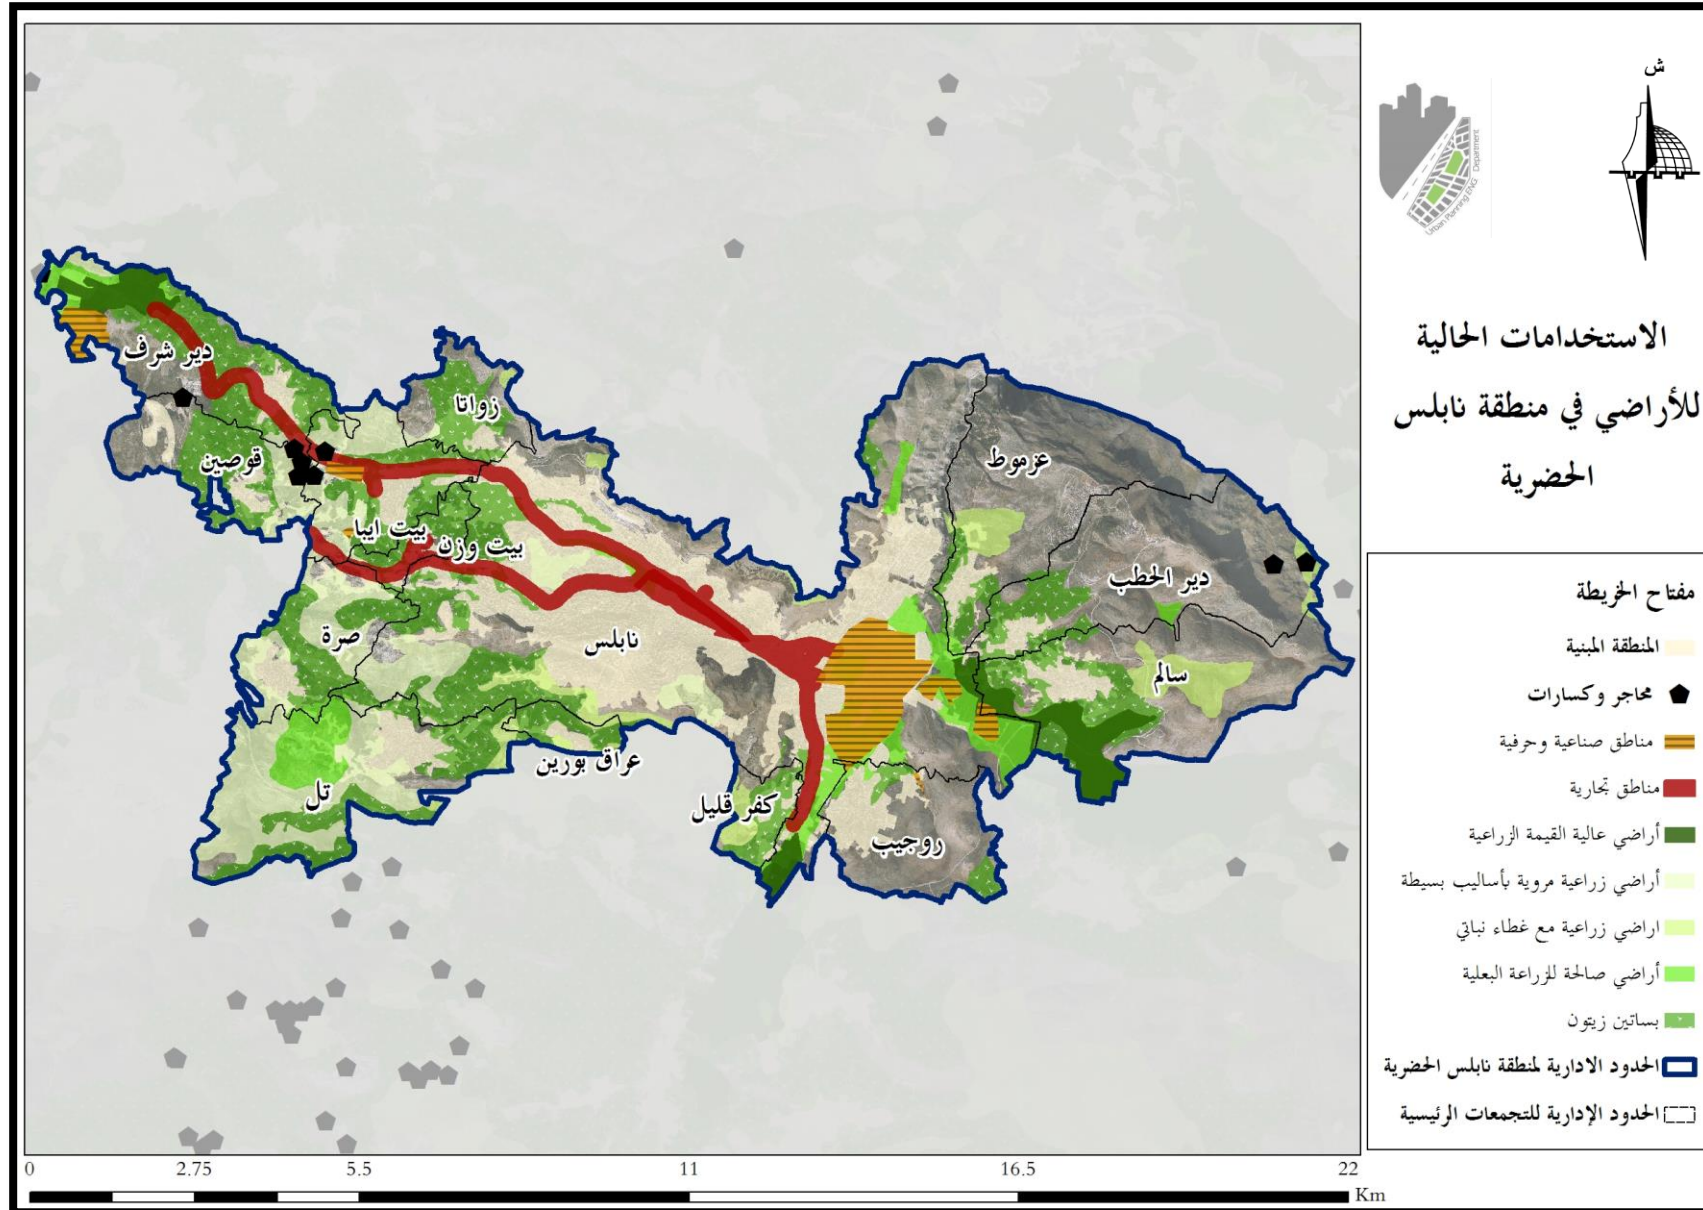 ش
Urban Planning ENG Department
الاستخدامات الحالية
للأراضي في منطقة نابلس
الحضرية
دير شرف
زواتا
قوصين
عزموط
بيت ايبا
بيت وزن
دير الحطب
صرة
نابلس
سالم
عراق بورين
تل
كفر قليل
روجيب
مفتاح الخريطة
المنطقة المبنية
محاجر وكسارات
مناطق صناعية وحرفية
مناطق تجارية
أراضي عالية القيمة الزراعية
أراضي زراعية مروية بأساليب بسيطة
اراضي زراعية مع غطاء نباتي
أراضي صالحة للزراعة البعلية
بساتين زيتون
الحدود الادارية لمنطقة نابلس الحضرية
الحدود الإدارية للتجمعات الرئيسية
0 2.75 5.5 11 16.5 22
Km